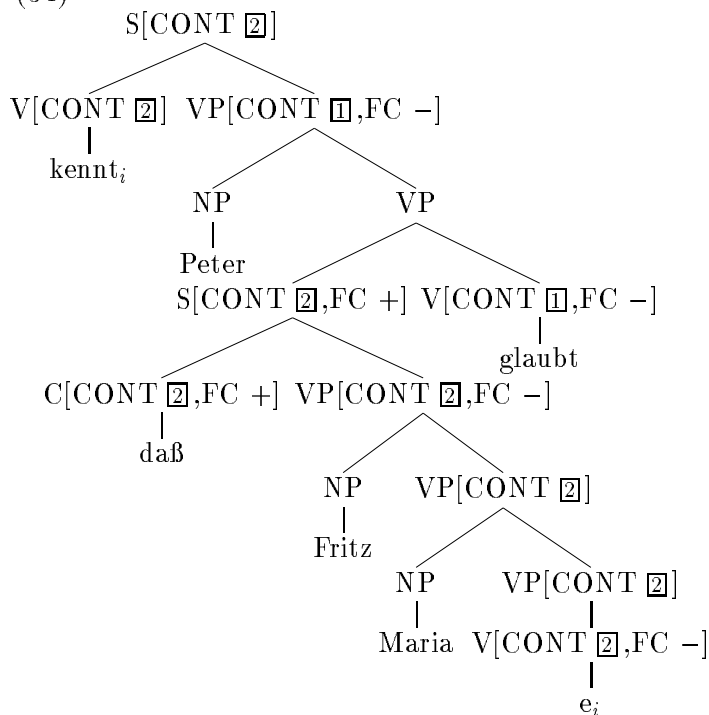 S[CONT 2]
V[CONT 2] VP[CONT 1,FC –]
kennt_i
NP VP
Peter
S[CONT 2,FC +] V[CONT 1,FC –]
glaubt
C[CONT 2,FC +] VP[CONT 2,FC –]
daß
NP VP[CONT 2]
Fritz
NP VP[CONT 2]
Maria V[CONT 2,FC –]
e_i